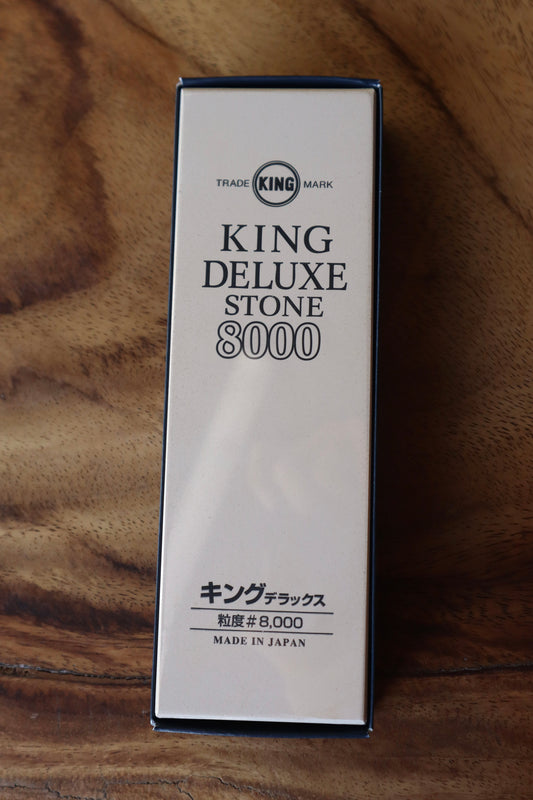 TRADE KING MARK
KING
DELUXE
STONE
8000
キングデラックス
粒度#8,000
MADE IN JAPAN